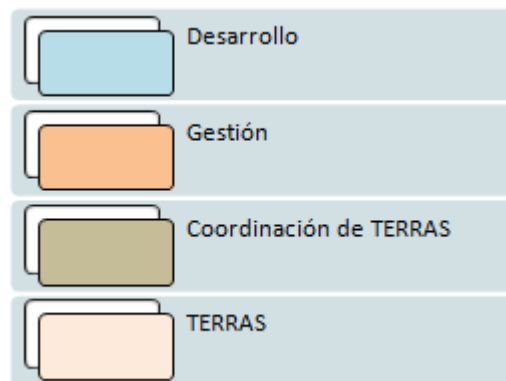 Desarrollo
Gestión
Coordinación de TERRAS
TERRAS